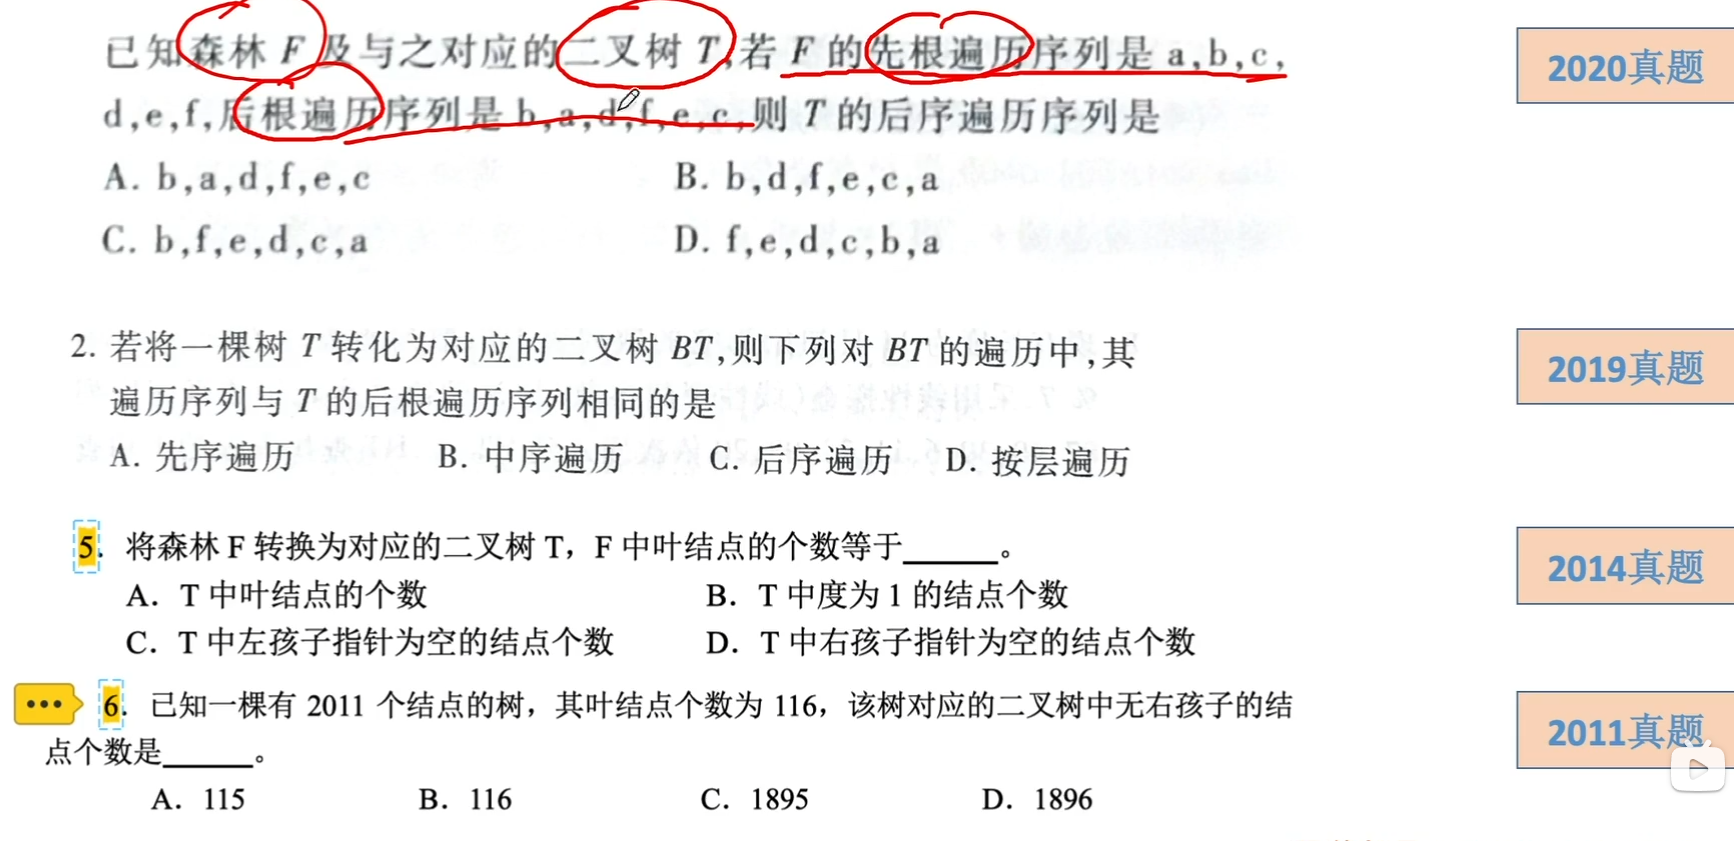 已知森林 F 及与之对应的二叉树 T,若 F 的先根遍历序列是 a,b,c,
2020真题
d,e,f,后根遍历序列是 b,a,d,f,e,c,则 T 的后序遍历序列是
A. b,a,d,f,e,c B. b,d,f,e,c,a
C. b,f,e,d,c,a D. f,e,d,c,b,a
2. 若将一棵树 T 转化为对应的二叉树 BT,则下列对 BT 的遍历中,其
2019真题
遍历序列与 T 的后根遍历序列相同的是
A. 先序遍历 B. 中序遍历 C. 后序遍历 D. 按层遍历
5. 将森林 F 转换为对应的二叉树 T，F 中叶结点的个数等于______。
2014真题
A. T 中叶结点的个数 B. T 中度为 1 的结点个数
C. T 中左孩子指针为空的结点个数 D. T 中右孩子指针为空的结点个数
6. 已知一棵有 2011 个结点的树，其叶结点个数为 116，该树对应的二叉树中无右孩子的结
2011真题
点个数是______。
A. 115 B. 116 C. 1895 D. 1896